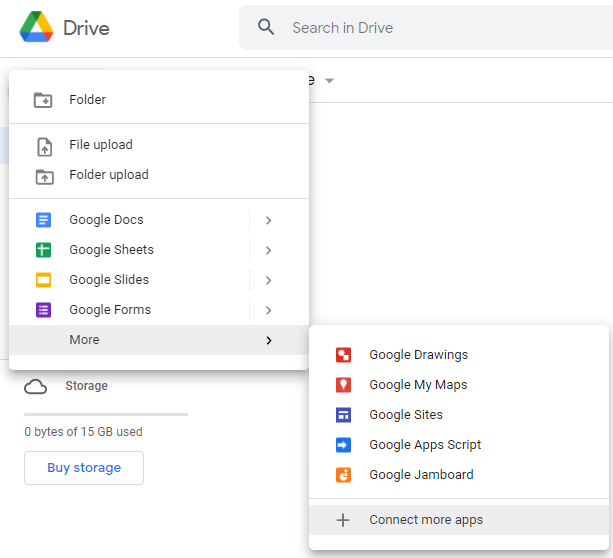 Drive
Search in Drive
e
Folder
File upload
Folder upload
Google Docs
Google Sheets
Google Slides
Google Forms
More
Google Drawings
Google My Maps
Google Sites
Google Apps Script
Google Jamboard
Connect more apps
Storage
0 bytes of 15 GB used
Buy storage